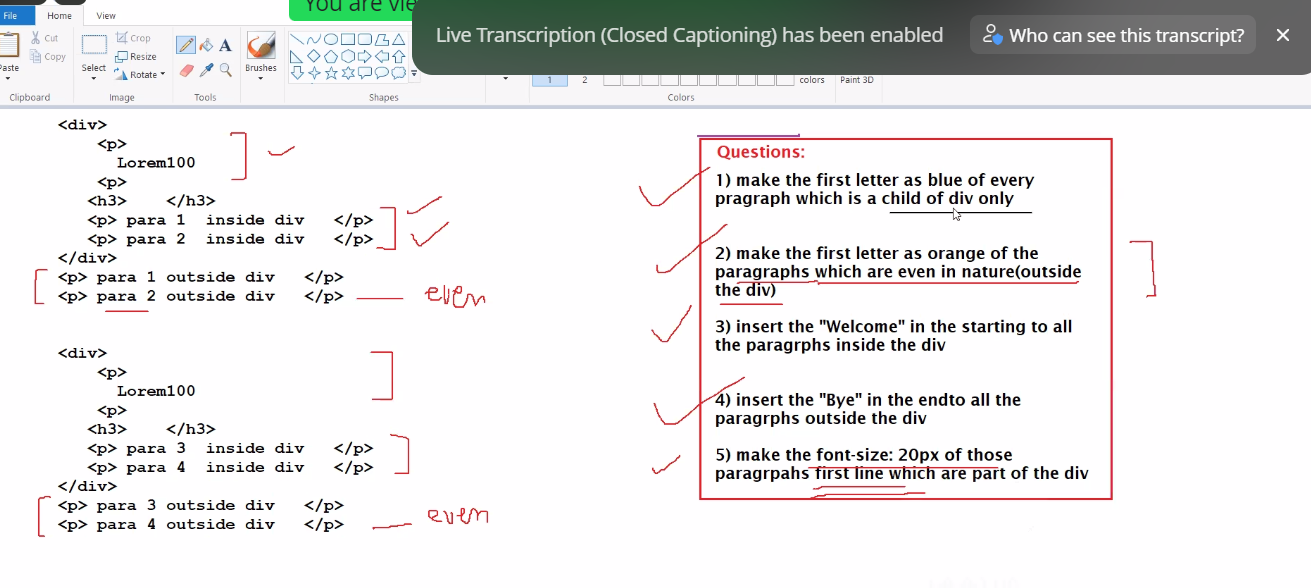 You are vie
Live Transcription (Closed Captioning) has been enabled
Who can see this transcript?
File
Home
View
Cut
Copy
Paste
Clipboard
Select
Crop
Resize
Rotate
Image
A
Tools
Brushes
Shapes
1
2
colors
Colors
Paint 3D
<div>
<p>
Lorem100
<p>
<h3> </h3>
<p> para 1 inside div </p>
<p> para 2 inside div </p>
</div>
<p> para 1 outside div </p>
<p> para 2 outside div </p> even
<div>
<p>
Lorem100
<p>
<h3> </h3>
<p> para 3 inside div </p>
<p> para 4 inside div </p>
</div>
<p> para 3 outside div </p>
<p> para 4 outside div </p> even
Questions:
1) make the first letter as blue of every
pragraph which is a child of div only
2) make the first letter as orange of the
paragraphs which are even in nature(outside
the div)
3) insert the "Welcome" in the starting to all
the paragrphs inside the div
4) insert the "Bye" in the endto all the
paragrphs outside the div
5) make the font-size: 20px of those
paragrpahs first line which are part of the div